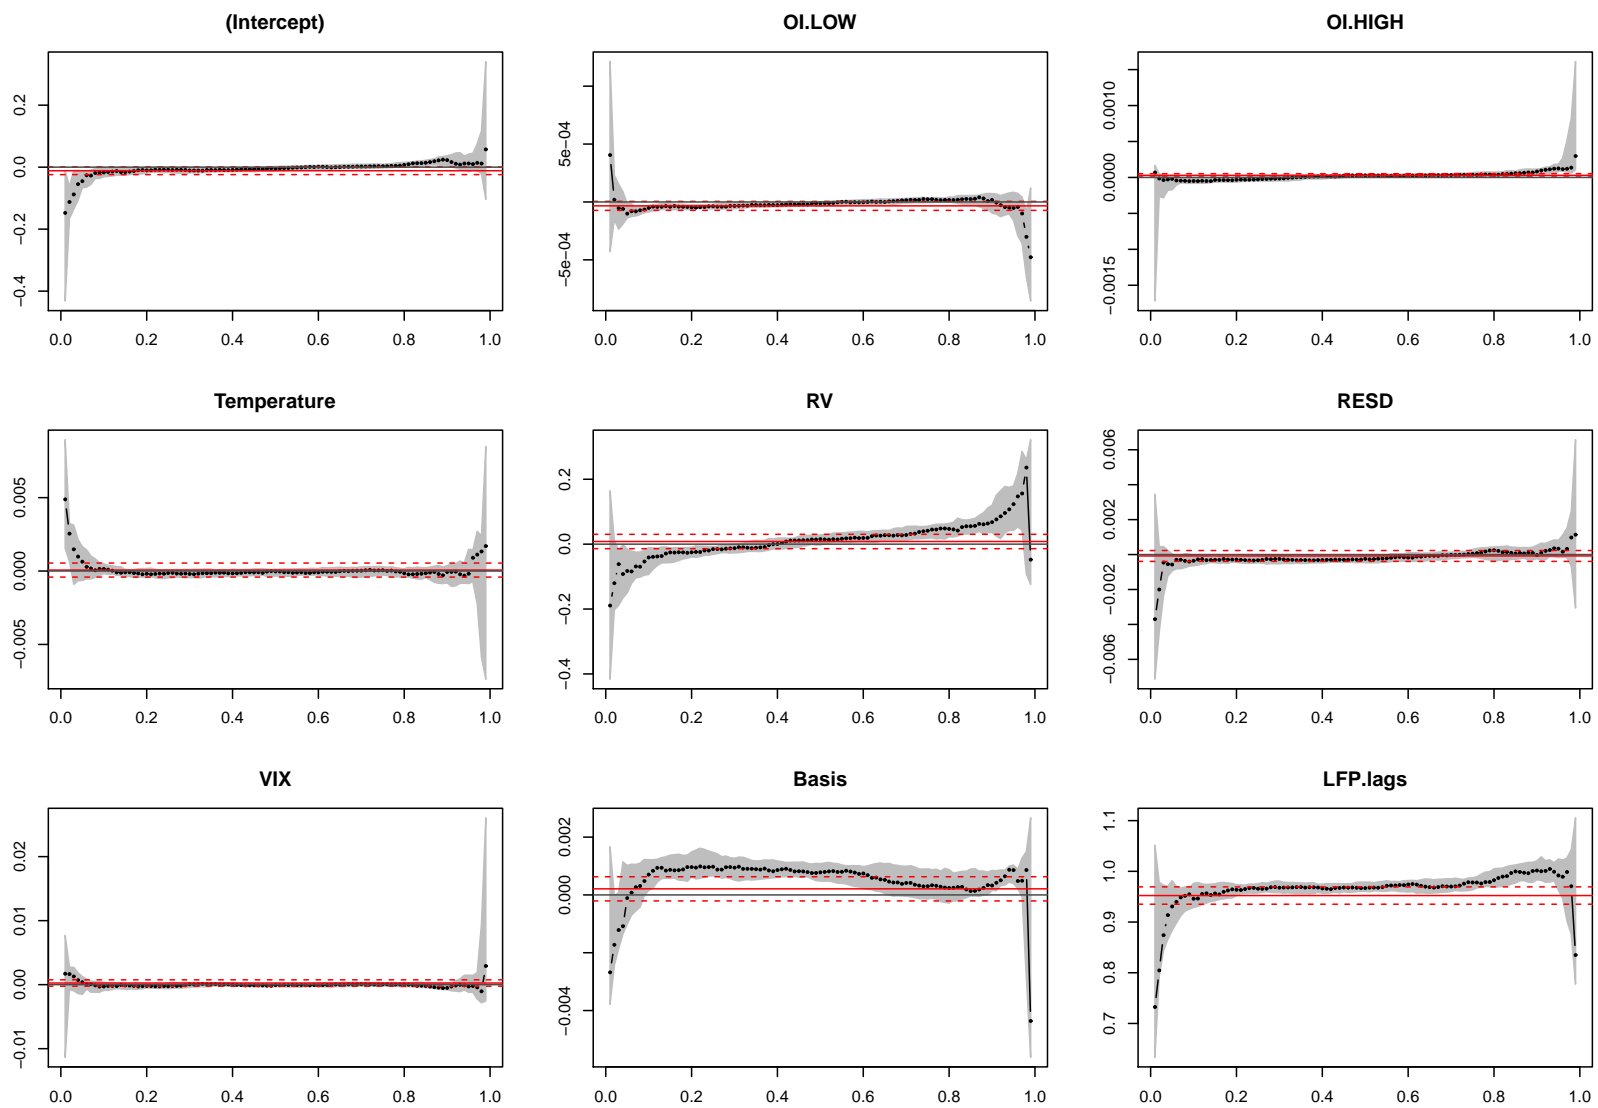 (Intercept) OI.LOW OI.HIGH
0.2
0.0
−0.2
−0.4
0.0 0.2 0.4 0.6 0.8 1.0
5e−04
−5e−04
0.0 0.2 0.4 0.6 0.8 1.0
0.0010
0.0000
−0.0015
0.0 0.2 0.4 0.6 0.8 1.0
Temperature RV RESD
0.005
0.000
−0.005
0.0 0.2 0.4 0.6 0.8 1.0
0.2
0.0
−0.2
−0.4
0.0 0.2 0.4 0.6 0.8 1.0
0.006
0.002
−0.002
−0.006
0.0 0.2 0.4 0.6 0.8 1.0
VIX Basis LFP.lags
0.02
0.01
0.00
−0.01
0.0 0.2 0.4 0.6 0.8 1.0
0.002
0.000
−0.004
0.0 0.2 0.4 0.6 0.8 1.0
1.1
1.0
0.9
0.8
0.7
0.0 0.2 0.4 0.6 0.8 1.0